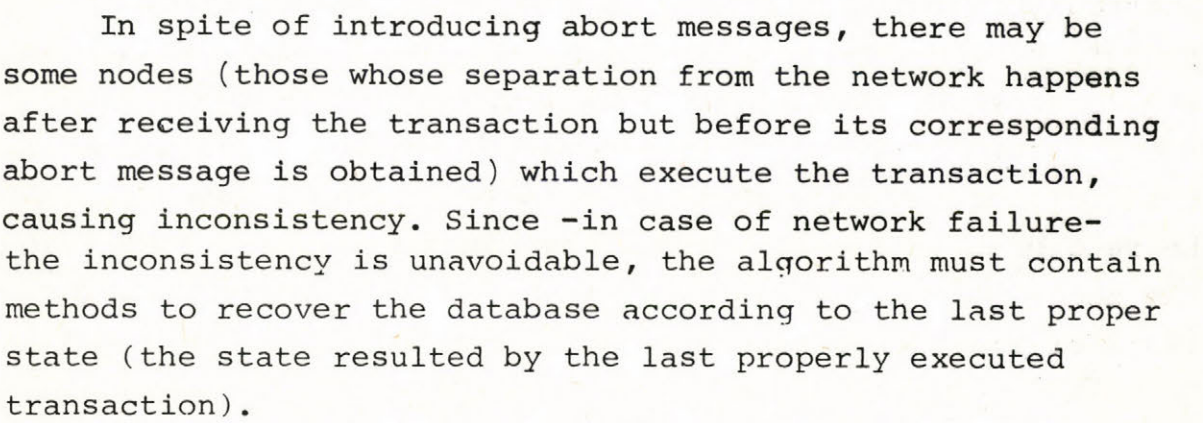 In spite of introducing abort messages, there may be
some nodes (those whose separation from the network happens
after receiving the transaction but before its corresponding
abort message is obtained) which execute the transaction,
causing inconsistency. Since -in case of network failure-
the inconsistency is unavoidable, the algorithm must contain
methods to recover the database according to the last proper
state (the state resulted by the last properly executed
transaction).